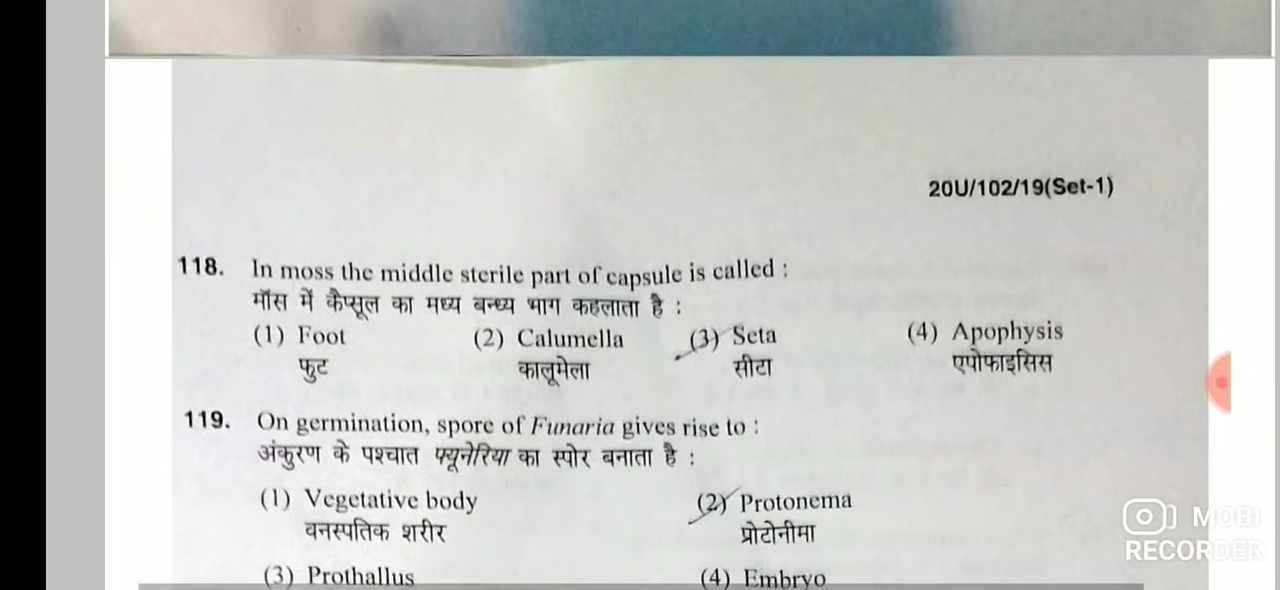 20U/102/19(Set-1)
118. In moss the middle sterile part of capsule is called :
मॉस में कैप्सूल का मध्य बन्ध्य भाग कहलाता है :
(1) Foot (2) Calumella (3) Seta (4) Apophysis
फुट कालूमेला सीटा एपोफाइसिस
119. On germination, spore of Funaria gives rise to :
अंकुरण के पश्चात फ्यूनेरिया का स्पोर बनाता है :
(1) Vegetative body (2) Protonema
वनस्पतिक शरीर प्रोटोनीमा
(3) Prothallus (4) Embryo
MOBI
RECORDER